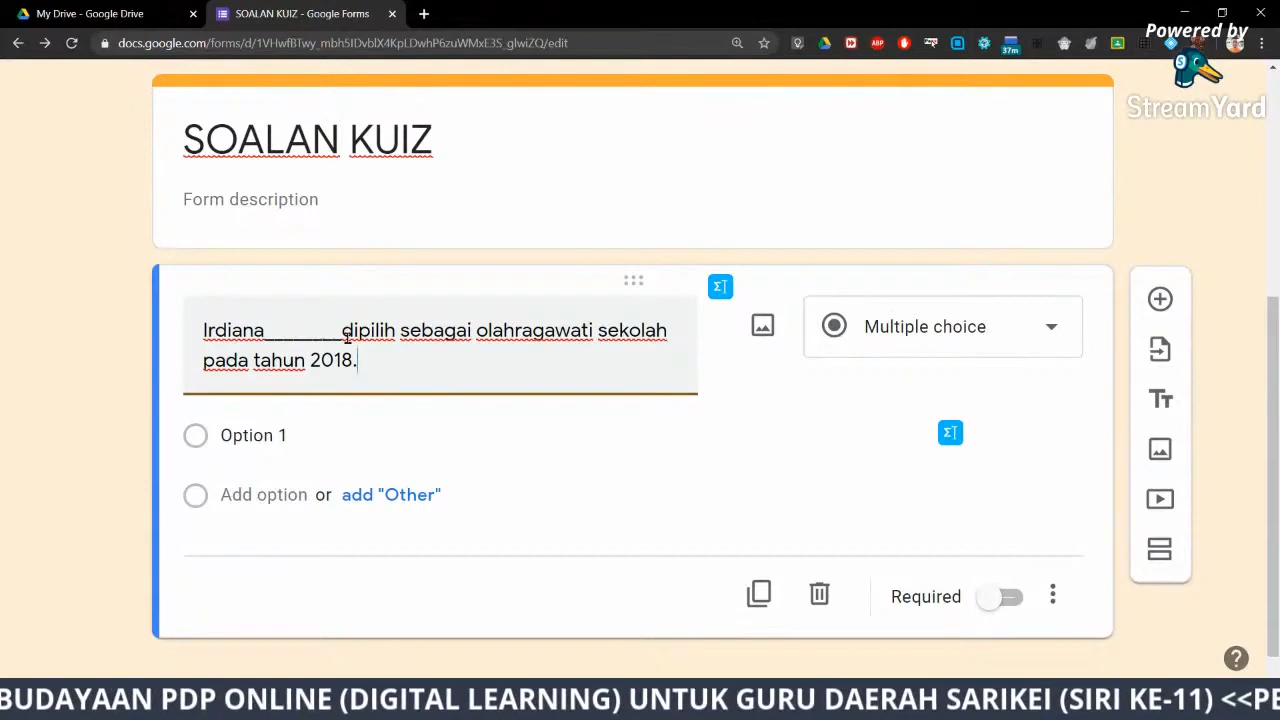 My Drive - Google Drive
SOALAN KUIZ - Google Forms
Powered by
docs.google.com/forms/d/1VHwfBTwy_mbh5IDvblX4KpLDwhP6zuWMxE3S_glwiZQ/edit
ABP
37m
StreamYard
SOALAN KUIZ
Form description
Irdiana________dipilih sebagai olahragawati sekolah
pada tahun 2018.
Multiple choice
Option 1
Add option or add "Other"
Required
BUDAYAAN PDP ONLINE (DIGITAL LEARNING) UNTUK GURU DAERAH SARIKEI (SIRI KE-11) <<PE